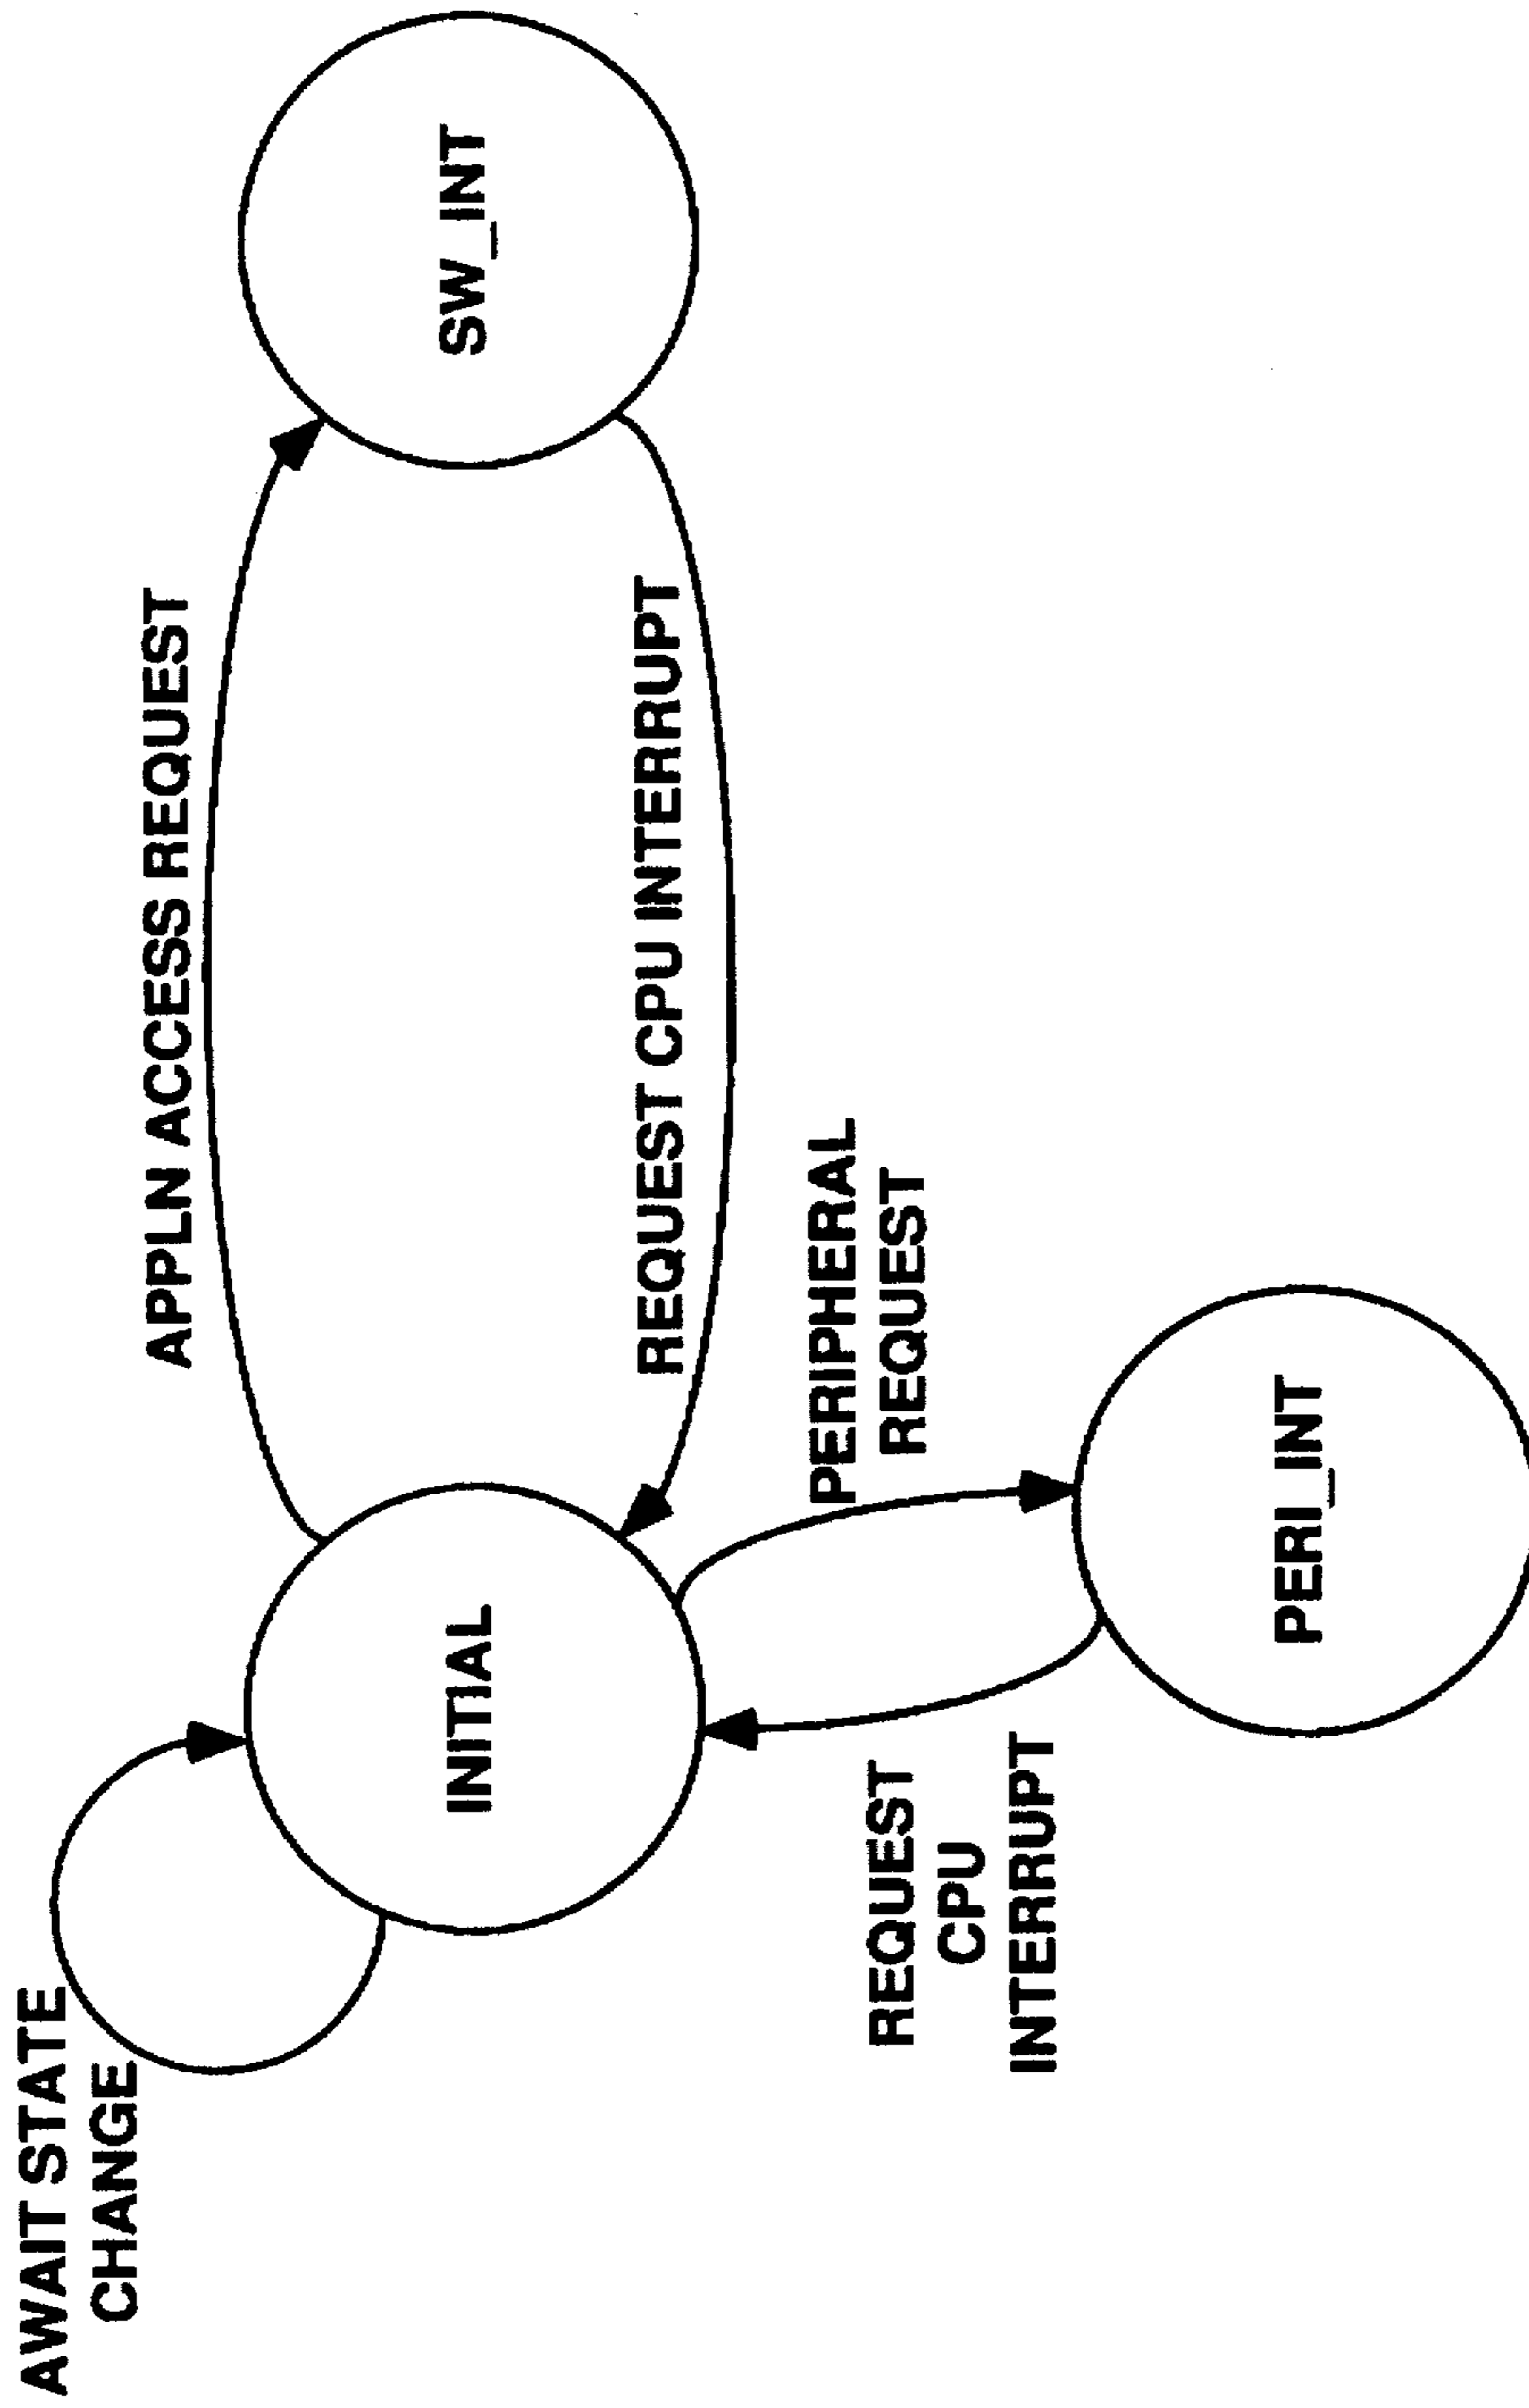 AWAIT STATE
CHANGE
APPLN ACCESS REQUEST
INITIAL
SW_INT
REQUEST CPU INTERRUPT
PERIPHERAL
REQUEST
REQUEST
CPU
INTERRUPT
PERI_INT